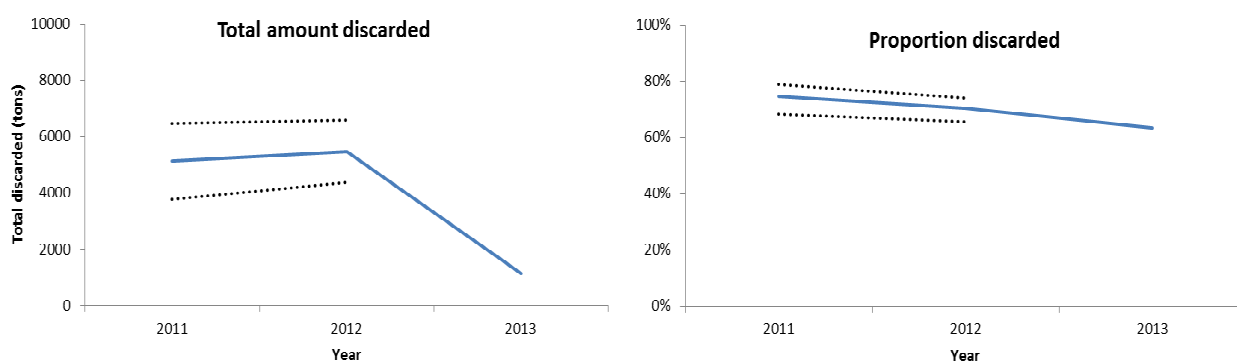 Total amount discarded
Total discarded (tons)
10000
8000
6000
4000
2000
0
2011 2012 2013
Year
Proportion discarded
100%
80%
60%
40%
20%
0%
2011 2012 2013
Year